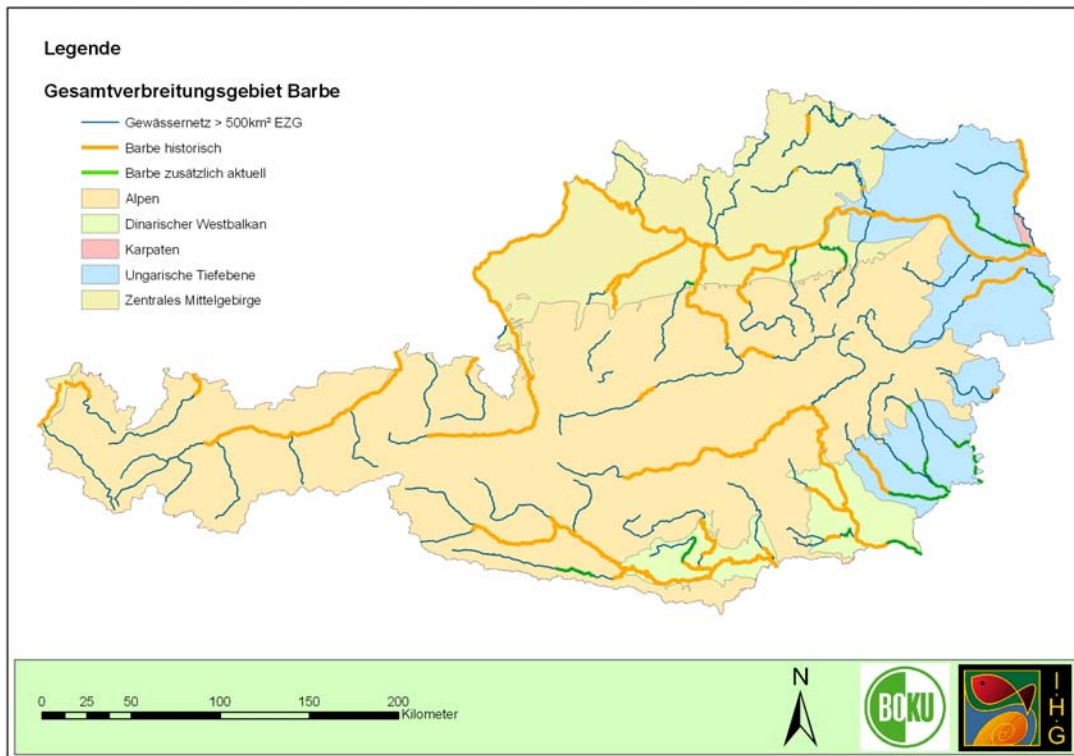 Legende
Gesamtverbreitungsgebiet Barbe
Gewässernetz > 500km² EZG
Barbe historisch
Barbe zusätzlich aktuell
Alpen
Dinarischer Westbalkan
Karpaten
Ungarische Tiefebene
Zentrales Mittelgebirge
0 25 50 100 150 200
Kilometer
N
BOKU
I·H·G